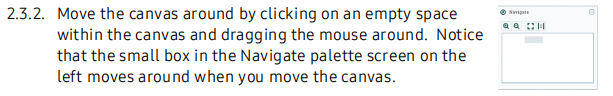 2.3.2. Move the canvas around by clicking on an empty space
within the canvas and dragging the mouse around. Notice
that the small box in the Navigate palette screen on the
left moves around when you move the canvas.
Navigate